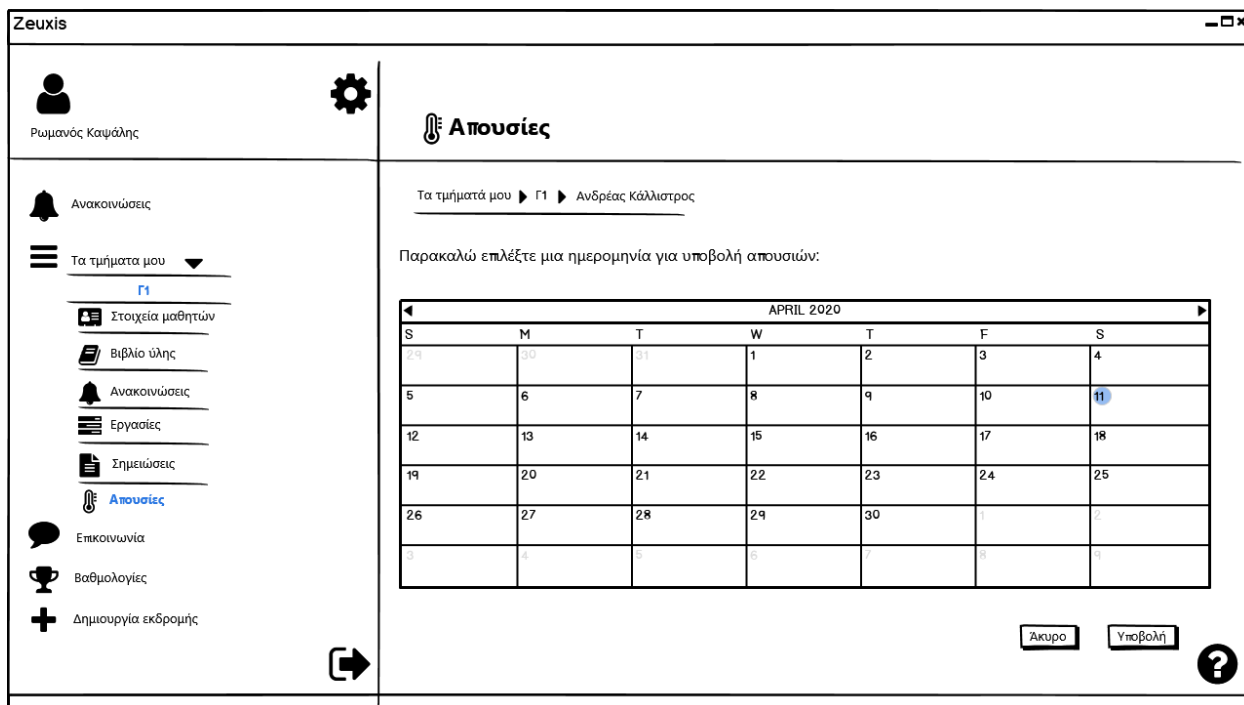 Zeuxis
Ρωμανός Καψάλης
Ανακοινώσεις
Τα τμήματα μου
Γ1
Στοιχεία μαθητών
Βιβλίο ύλης
Ανακοινώσεις
Εργασίες
Σημειώσεις
Απουσίες
Επικοινωνία
Βαθμολογίες
Δημιουργία εκδρομής
Απουσίες
Τα τμήματά μου Γ1 Ανδρέας Κάλλιστρος
Παρακαλώ επιλέξτε μια ημερομηνία για υποβολή απουσιών:
APRIL 2020
S M T W T F S
29 30 31 1 2 3 4
5 6 7 8 9 10 11
12 13 14 15 16 17 18
19 20 21 22 23 24 25
26 27 28 29 30 1 2
3 4 5 6 7 8 9
Άκυρο Υποβολή